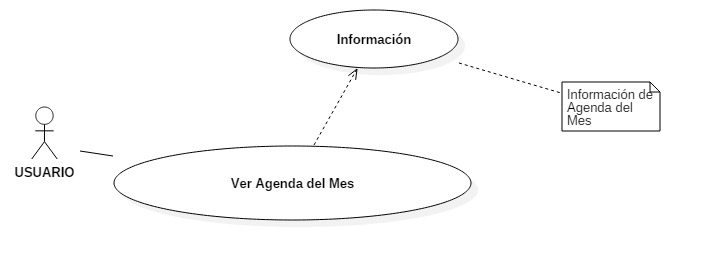 Información
Información de
Agenda del
Mes
USUARIO
Ver Agenda del Mes